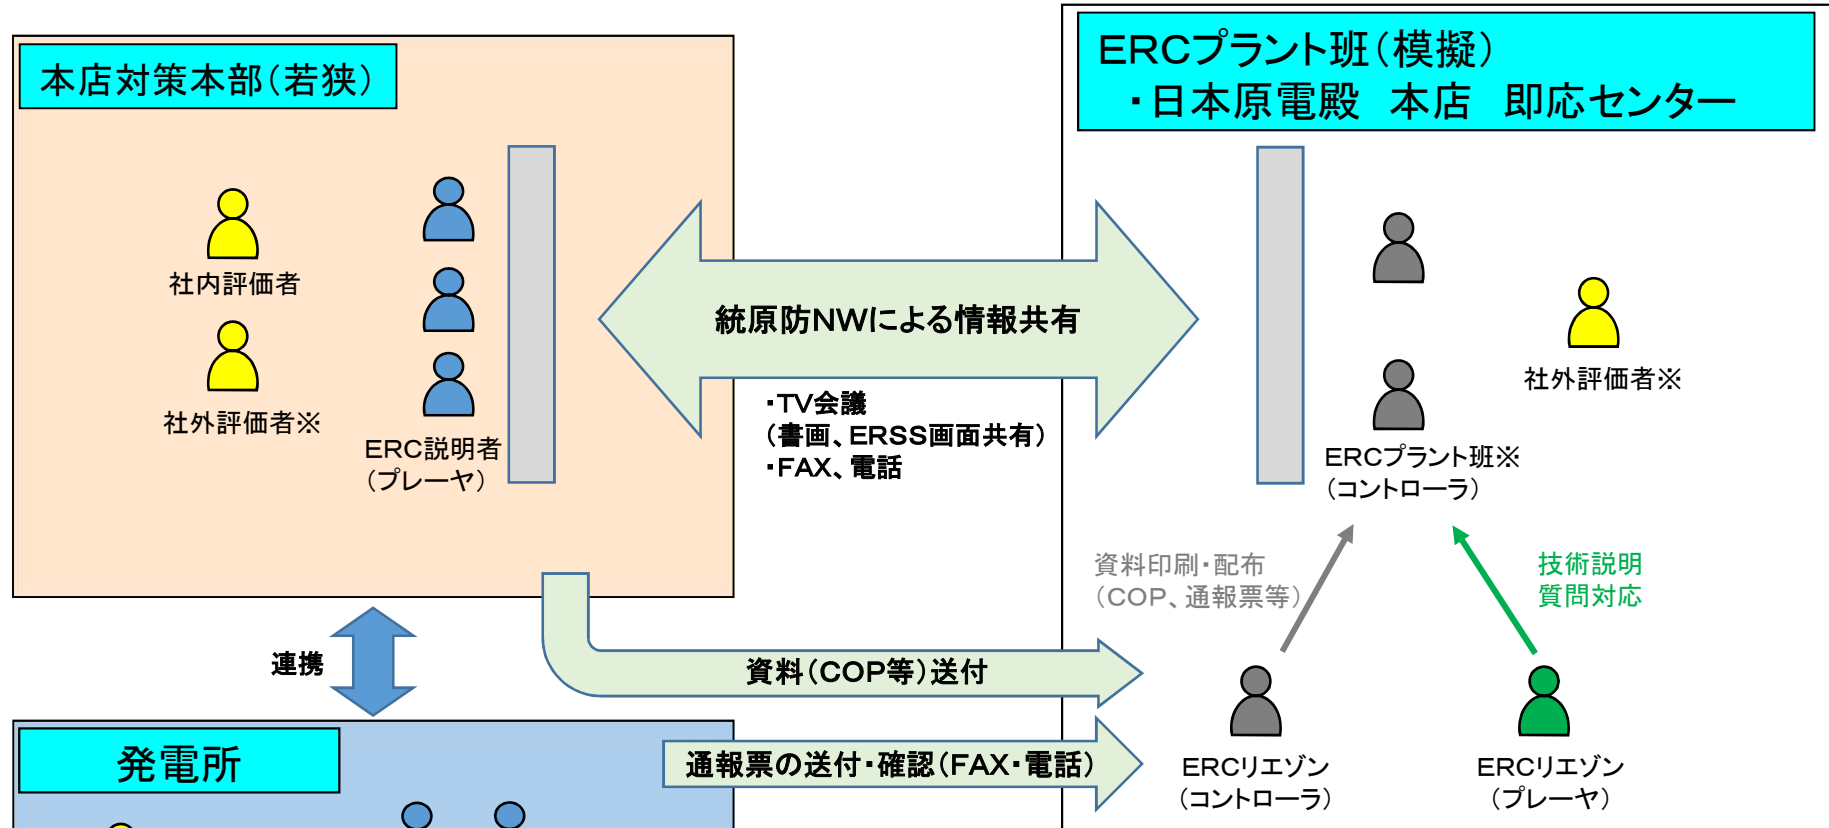 本店対策本部（若狭）
社内評価者
社外評価者※
ERC説明者
（プレーヤ）
統原防NWによる情報共有
・TV会議
（書画、ERSS画面共有）
・FAX、電話
ERCプラント班（模擬）
・日本原電殿　本店　即応センター
社外評価者※
ERCプラント班※
（コントローラ）
資料印刷・配布
（COP、通報票等）
技術説明
質問対応
連携
資料（COP等）送付
発電所
通報票の送付・確認（FAX・電話）
ERCリエゾン
（コントローラ）
ERCリエゾン
（プレーヤ）